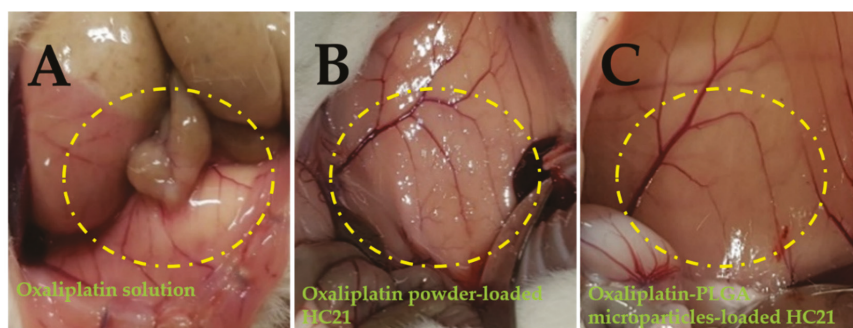 A
B
C
Oxaliplatin solution
Oxaliplatin powder-loaded
HC21
Oxaliplatin-PLGA
microparticles-loaded HC21